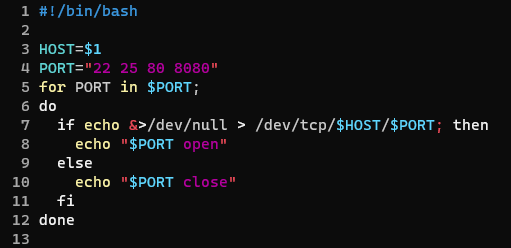 1 #!/bin/bash
2
3 HOST=$1
4 PORT="22 25 80 8080"
5 for PORT in $PORT;
6 do
7   if echo &>/dev/null > /dev/tcp/$HOST/$PORT; then
8     echo "$PORT open"
9   else
10     echo "$PORT close"
11   fi
12 done
13